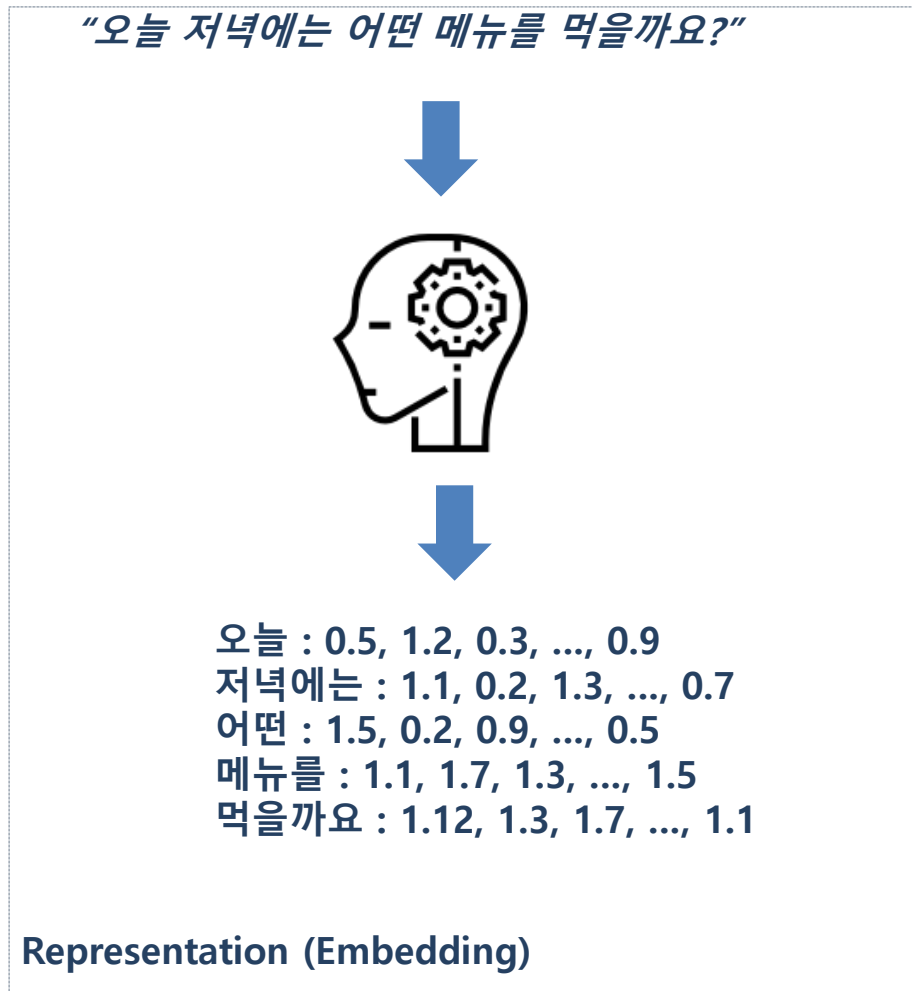 “오늘 저녁에는 어떤 메뉴를 먹을까요?”
오늘 : 0.5, 1.2, 0.3, ..., 0.9
저녁에는 : 1.1, 0.2, 1.3, ..., 0.7
어떤 : 1.5, 0.2, 0.9, ..., 0.5
메뉴를 : 1.1, 1.7, 1.3, ..., 1.5
먹을까요 : 1.12, 1.3, 1.7, ..., 1.1
Representation (Embedding)